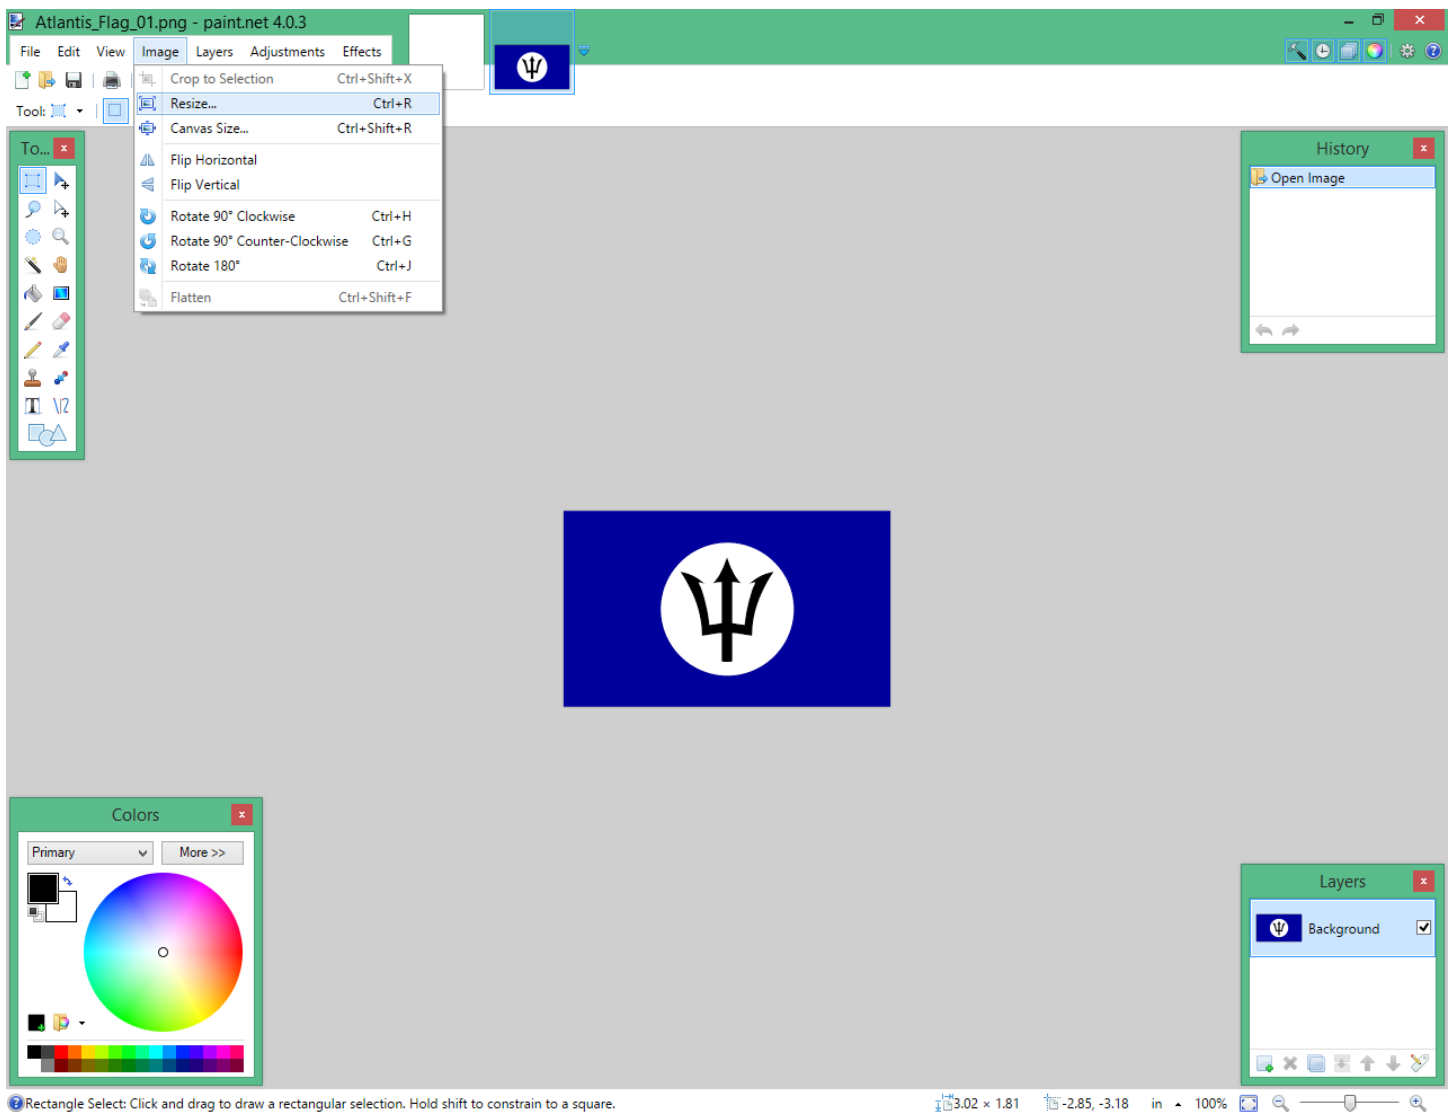 Atlantis_Flag_01.png - paint.net 4.0.3
File Edit View Image Layers Adjustments Effects
Crop to Selection Ctrl+Shift+X
Resize... Ctrl+R
Canvas Size... Ctrl+Shift+R
Flip Horizontal
Flip Vertical
Rotate 90° Clockwise Ctrl+H
Rotate 90° Counter-Clockwise Ctrl+G
Rotate 180° Ctrl+J
Flatten Ctrl+Shift+F
Tool:
To...
History
Open Image
Colors
Primary More >>
Layers
Background
Rectangle Select: Click and drag to draw a rectangular selection. Hold shift to constrain to a square. 3.02 × 1.81 -2.85, -3.18 in 100%